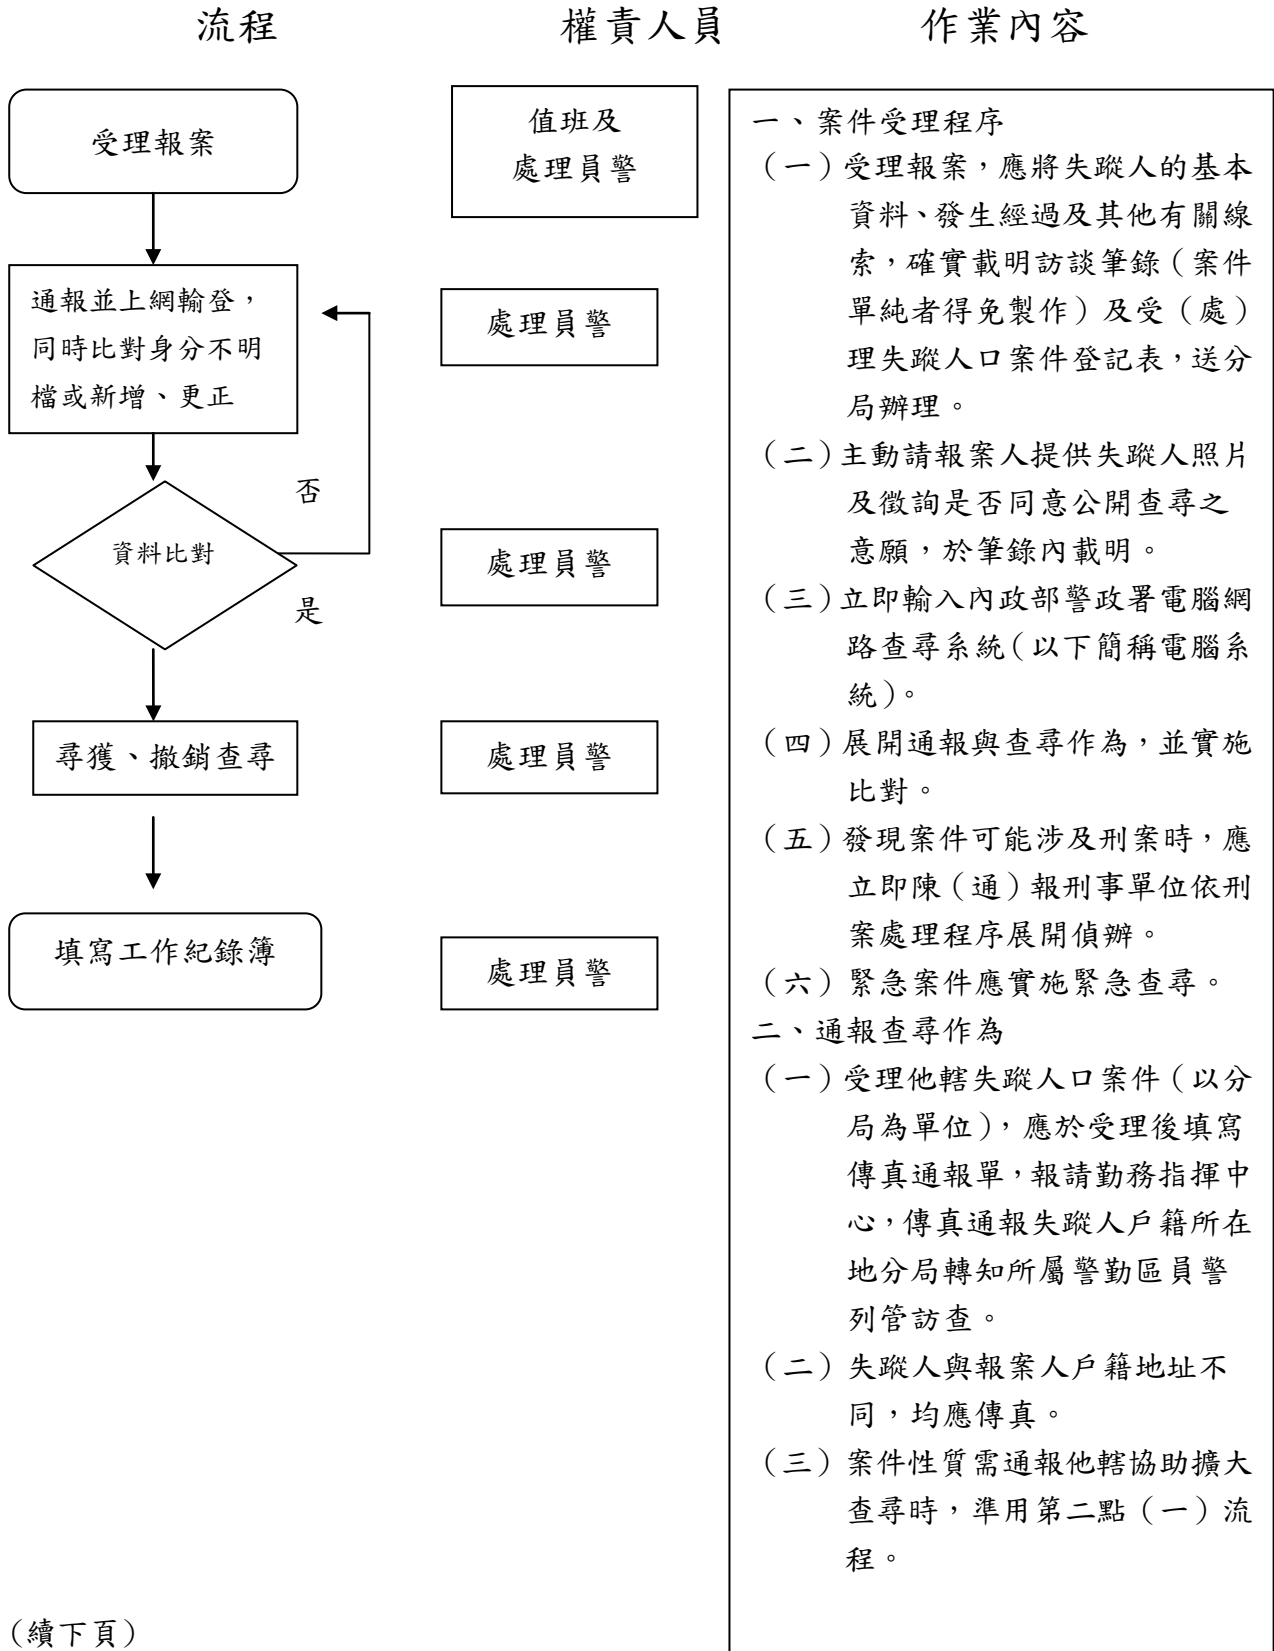 流程
權責人員
作業內容
受理報案
值班及
處理員警
通報並上網輸登，
同時比對身分不明
檔或新增、更正
處理員警
否
資料比對
是
處理員警
尋獲、撤銷查尋
處理員警
填寫工作紀錄簿
處理員警
一、案件受理程序
（一）受理報案，應將失蹤人的基本
資料、發生經過及其他有關線
索，確實載明訪談筆錄（案件
單純者得免製作）及受（處）
理失蹤人口案件登記表，送分
局辦理。
（二）主動請報案人提供失蹤人照片
及徵詢是否同意公開查尋之
意願，於筆錄內載明。
（三）立即輸入內政部警政署電腦網
路查尋系統（以下簡稱電腦系
統）。
（四）展開通報與查尋作為，並實施
比對。
（五）發現案件可能涉及刑案時，應
立即陳（通）報刑事單位依刑
案處理程序展開偵辦。
（六）緊急案件應實施緊急查尋。
二、通報查尋作為
（一）受理他轄失蹤人口案件（以分
局為單位），應於受理後填寫
傳真通報單，報請勤務指揮中
心，傳真通報失蹤人戶籍所在
地分局轉知所屬警勤區員警
列管訪查。
（二）失蹤人與報案人戶籍地址不
同，均應傳真。
（三）案件性質需通報他轄協助擴大
查尋時，準用第二點（一）流
程。
（續下頁）